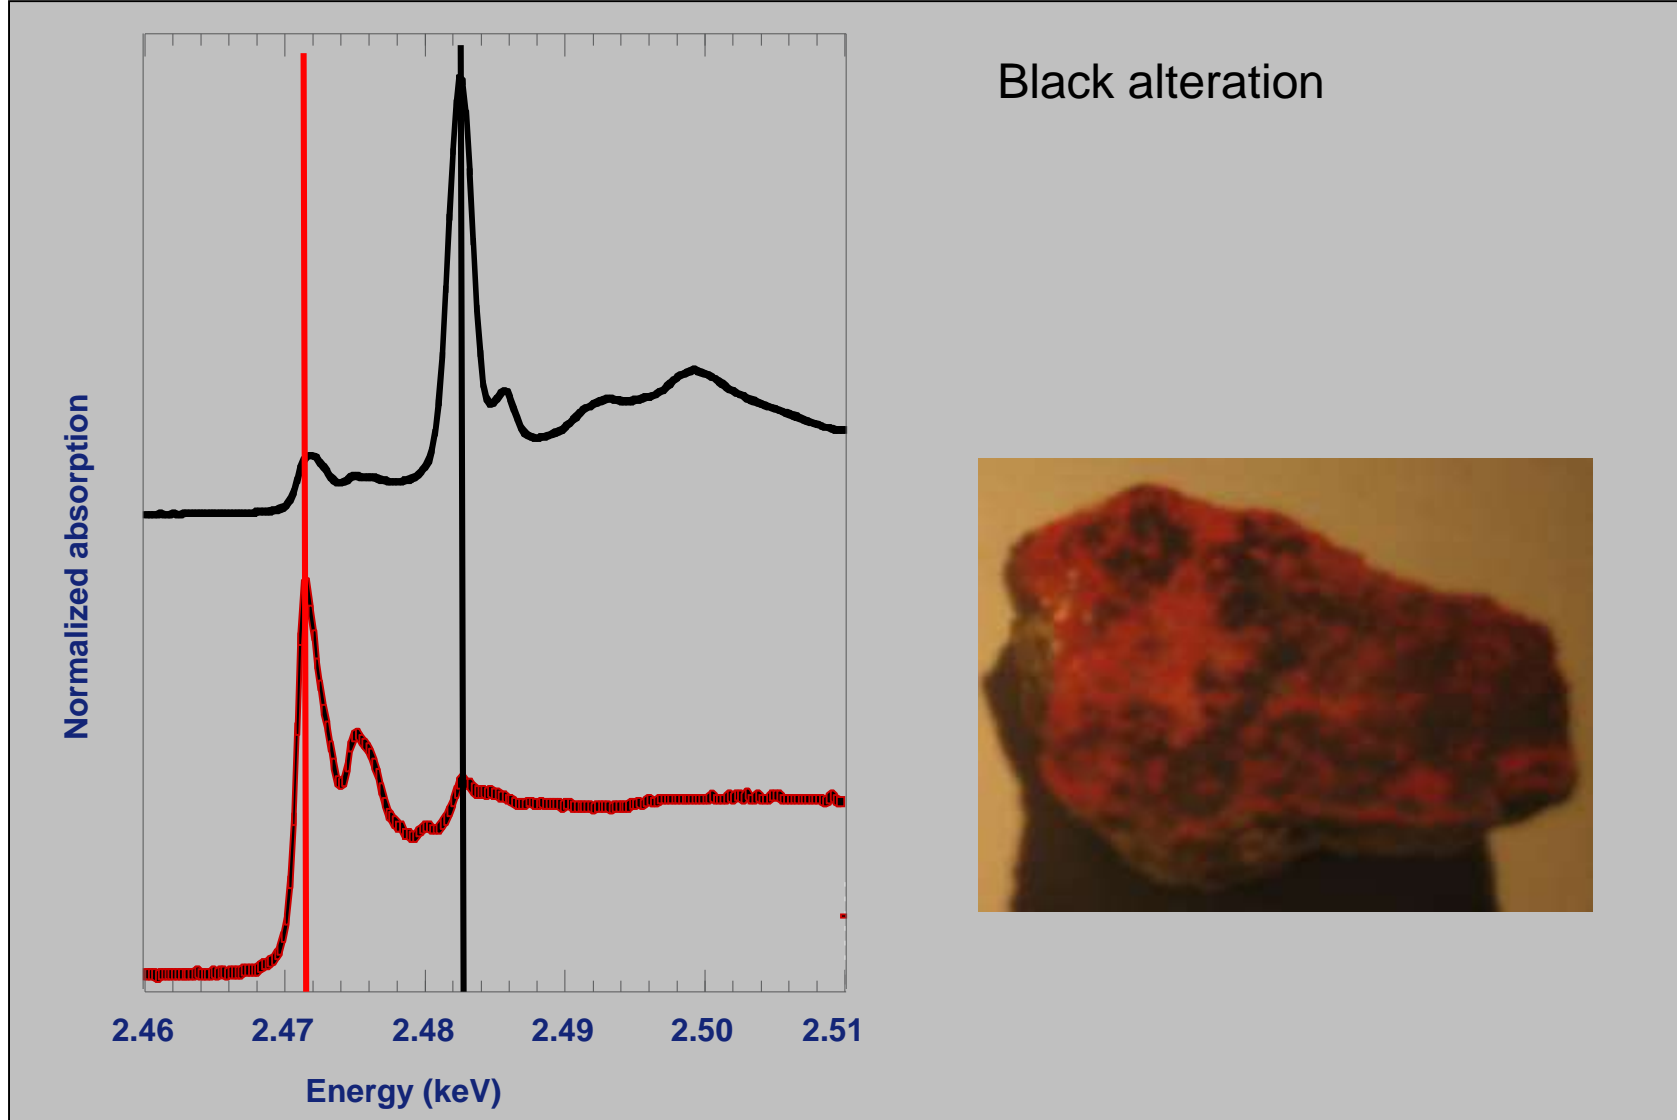 Black alteration
Normalized absorption
2.46 2.47 2.48 2.49 2.50 2.51
Energy (keV)